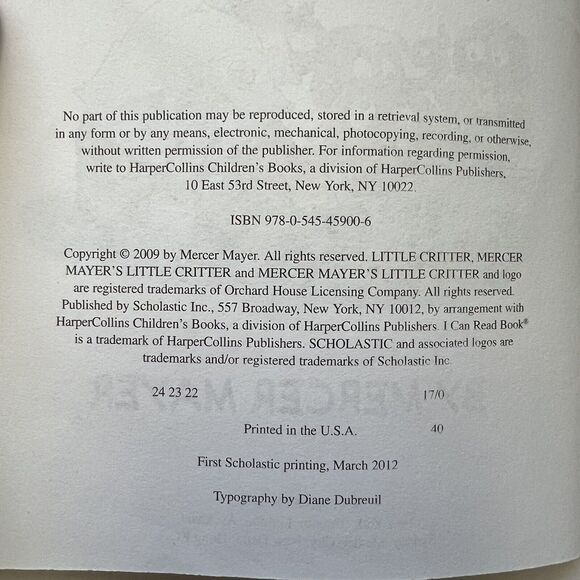 No part of this publication may be reproduced, stored in a retrieval system, or transmitted
in any form or by any means, electronic, mechanical, photocopying, recording, or otherwise,
without written permission of the publisher. For information regarding permission,
write to HarperCollins Children's Books, a division of HarperCollins Publishers,
10 East 53rd Street, New York, NY 10022.
ISBN 978-0-545-45900-6
Copyright © 2009 by Mercer Mayer. All rights reserved. LITTLE CRITTER, MERCER
MAYER'S LITTLE CRITTER and MERCER MAYER'S LITTLE CRITTER and logo
are registered trademarks of Orchard House Licensing Company. All rights reserved.
Published by Scholastic Inc., 557 Broadway, New York, NY 10012, by arrangement with
HarperCollins Children's Books, a division of HarperCollins Publishers. I Can Read Book®
is a trademark of HarperCollins Publishers. SCHOLASTIC and associated logos are
trademarks and/or registered trademarks of Scholastic Inc.
24 23 22 17/0
Printed in the U.S.A. 40
First Scholastic printing, March 2012
Typography by Diane Dubreuil
BY MERCER MAYER